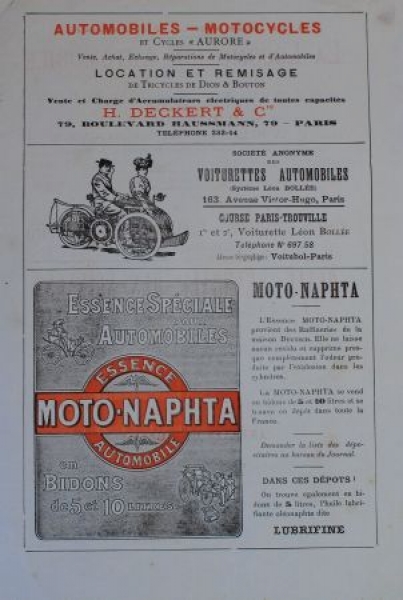 AUTOMOBILES — MOTOCYCLES
ET CYCLES « AURORE »
Vente, Achat, Echange, Réparations de Motocycles et d'Automobiles
LOCATION ET REMISAGE
DE TRICYCLES DE DION & BOUTON
Vente et Charge d'Accumulateurs électriques de toutes capacités
H. DECKERT & Cie
79, BOULEVARD HAUSSMANN, 79 — PARIS
TÉLÉPHONE 232-54
SOCIÉTÉ ANONYME
DES
VOITURETTES AUTOMOBILES
(Système Léon BOLLÉE)
163, Avenue Victor-Hugo, Paris
COURSE PARIS-TROUVILLE
1re et 2e, Voiturette Léon BOLLÉE
Téléphone No 697.58
Voitubol-Paris
ESSENCE SPÉCIALE
POUR
AUTOMOBILES
ESSENCE
MOTO-NAPHTA
AUTOMOBILE
en
BIDONS
de 5 et 10 LITRES
MOTO-NAPHTA
L'Essence MOTO-NAPHTA
provient des Raffineries de la
maison Deutsch. Elle ne laisse
aucun résidu et supprime pres-
que complètement l'odeur pro-
duite par l'explosion dans les
cylindres.
La MOTO-NAPHTA se vend
en bidons de 5 et 10 litres et se
trouve en dépôt dans toute la
France.
Demander la liste des dépo-
sitaires au bureau du Journal.
DANS CES DÉPOTS !
On trouve également en bi-
dons de 5 litres, l'huile lubri-
fiante oléonaphte dite
LUBRIFINE